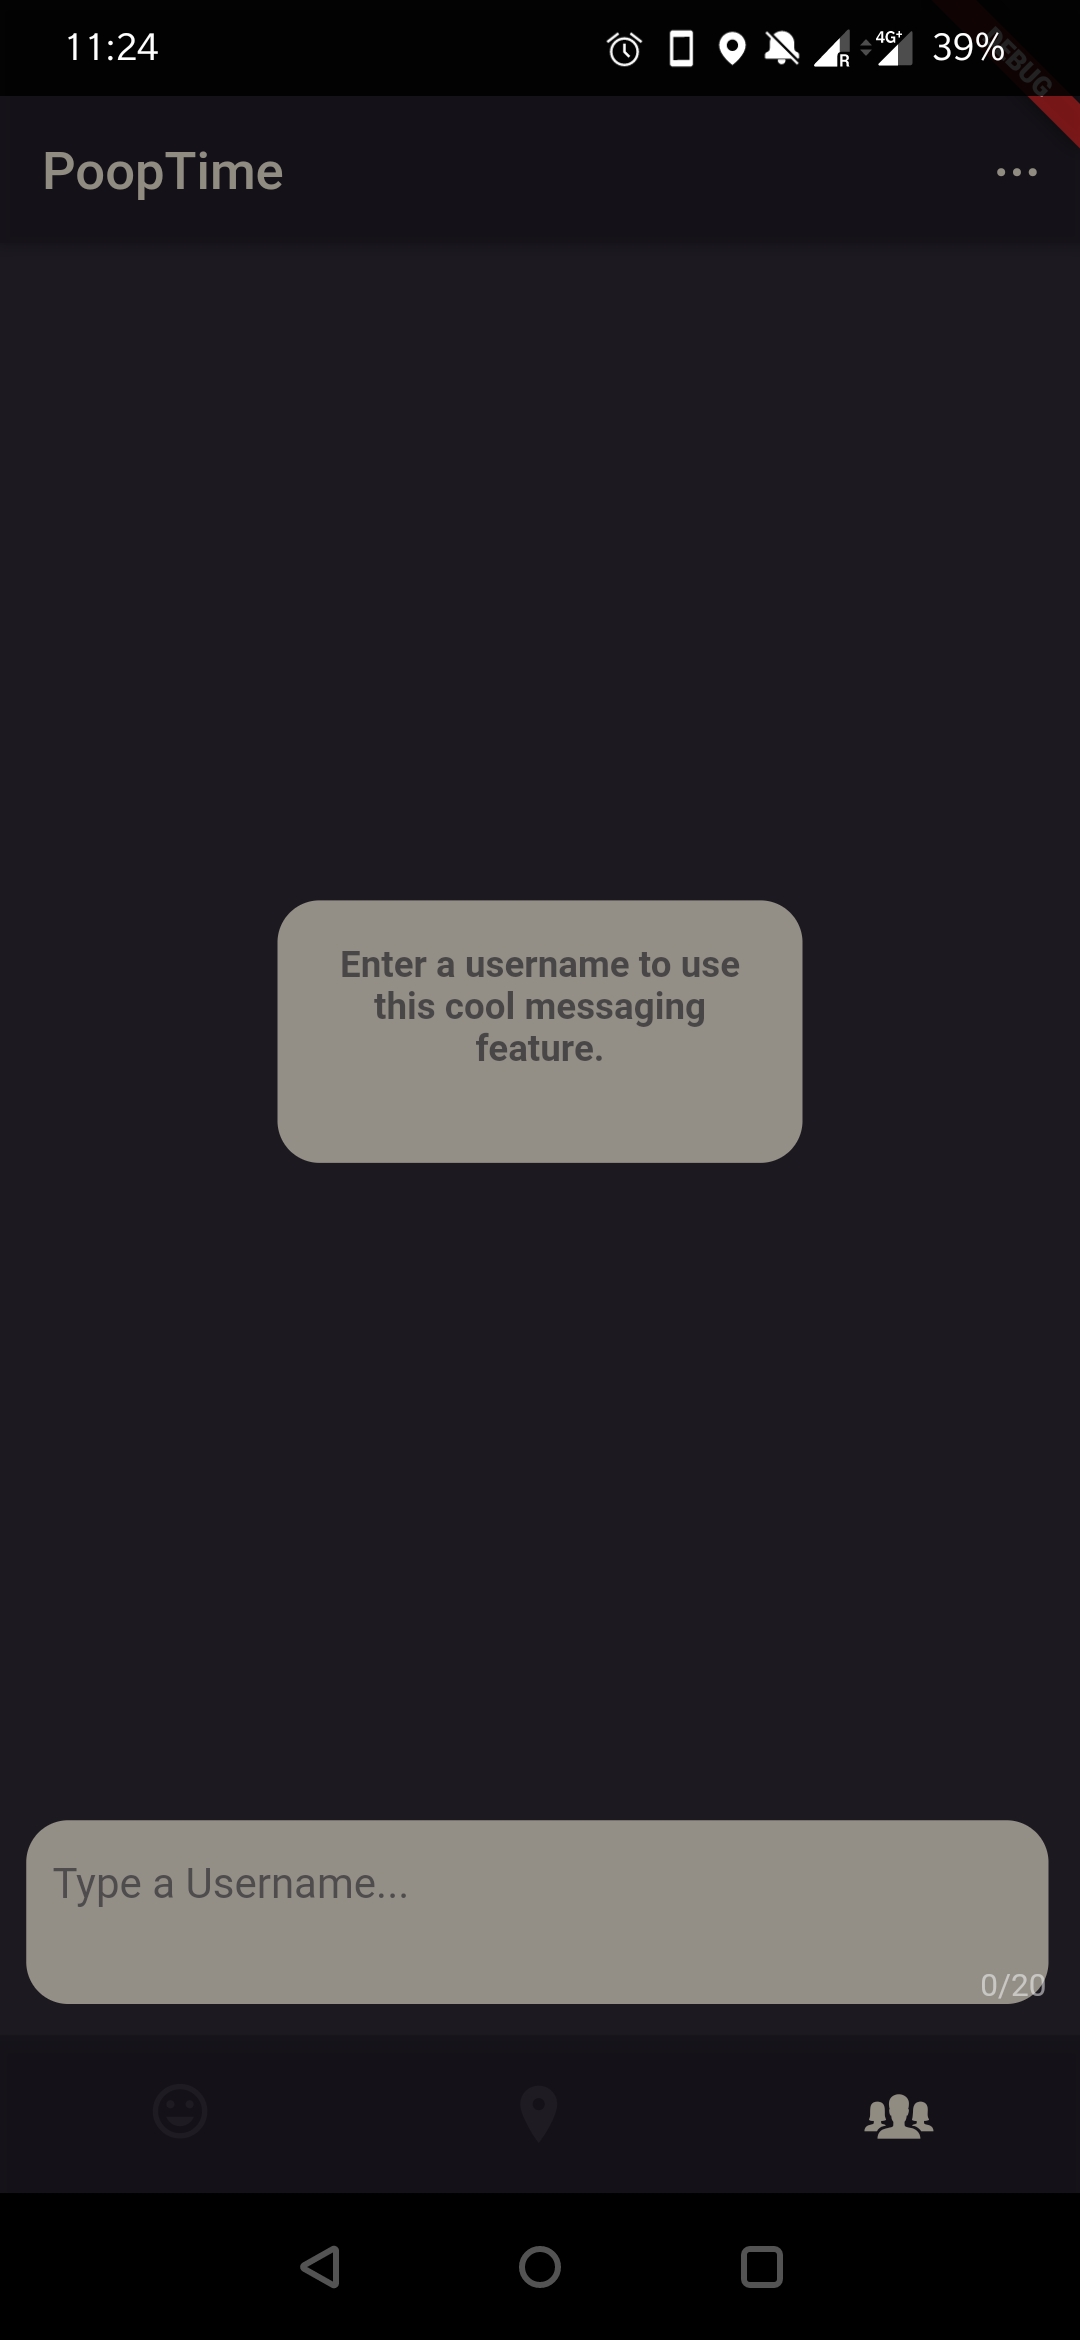 11:24
R
4G+
39%
DEBUG
PoopTime
Enter a username to use
this cool messaging
feature.
Type a Username...
0/20